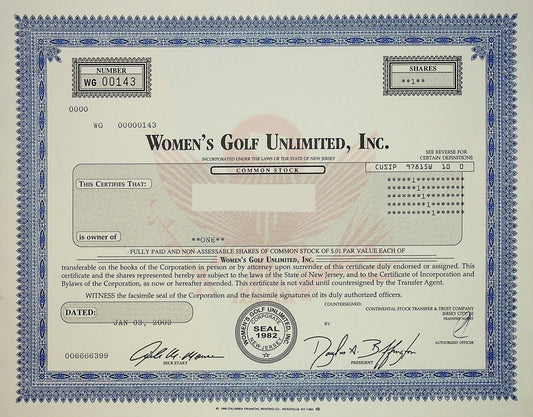 NUMBER
WG 00143
SHARES
**1**
0000
WG 00000143
WOMEN'S GOLF UNLIMITED, INC.
INCORPORATED UNDER THE LAWS OF THE STATE OF NEW JERSEY
SEE REVERSE FOR
CERTAIN DEFINITIONS
COMMON STOCK
CUSIP 97815W 10 0
THIS CERTIFIES THAT:
is owner of
**ONE**
FULLY PAID AND NON-ASSESSABLE SHARES OF COMMON STOCK OF $.01 PAR VALUE EACH OF
WOMEN'S GOLF UNLIMITED, INC.
transferable on the books of the Corporation in person or by attorney upon surrender of this certificate duly endorsed or assigned. This
certificate and the shares represented hereby are subject to the laws of the State of New Jersey, and to the Certificate of Incorporation and
Bylaws of the Corporation, as now or hereafter amended. This certificate is not valid until countersigned by the Transfer Agent.
WITNESS the facsimile seal of the Corporation and the facsimile signatures of its duly authorized officers.
DATED:
JAN 03, 2003
COUNTERSIGNED:
CONTINENTAL STOCK TRANSFER & TRUST COMPANY
JERSEY CITY, NJ
TRANSFER AGENT
BY:
AUTHORIZED OFFICER
WOMEN'S GOLF UNLIMITED, INC.
CORPORATE
SEAL
1982
NEW JERSEY
006666399
SECRETARY
PRESIDENT